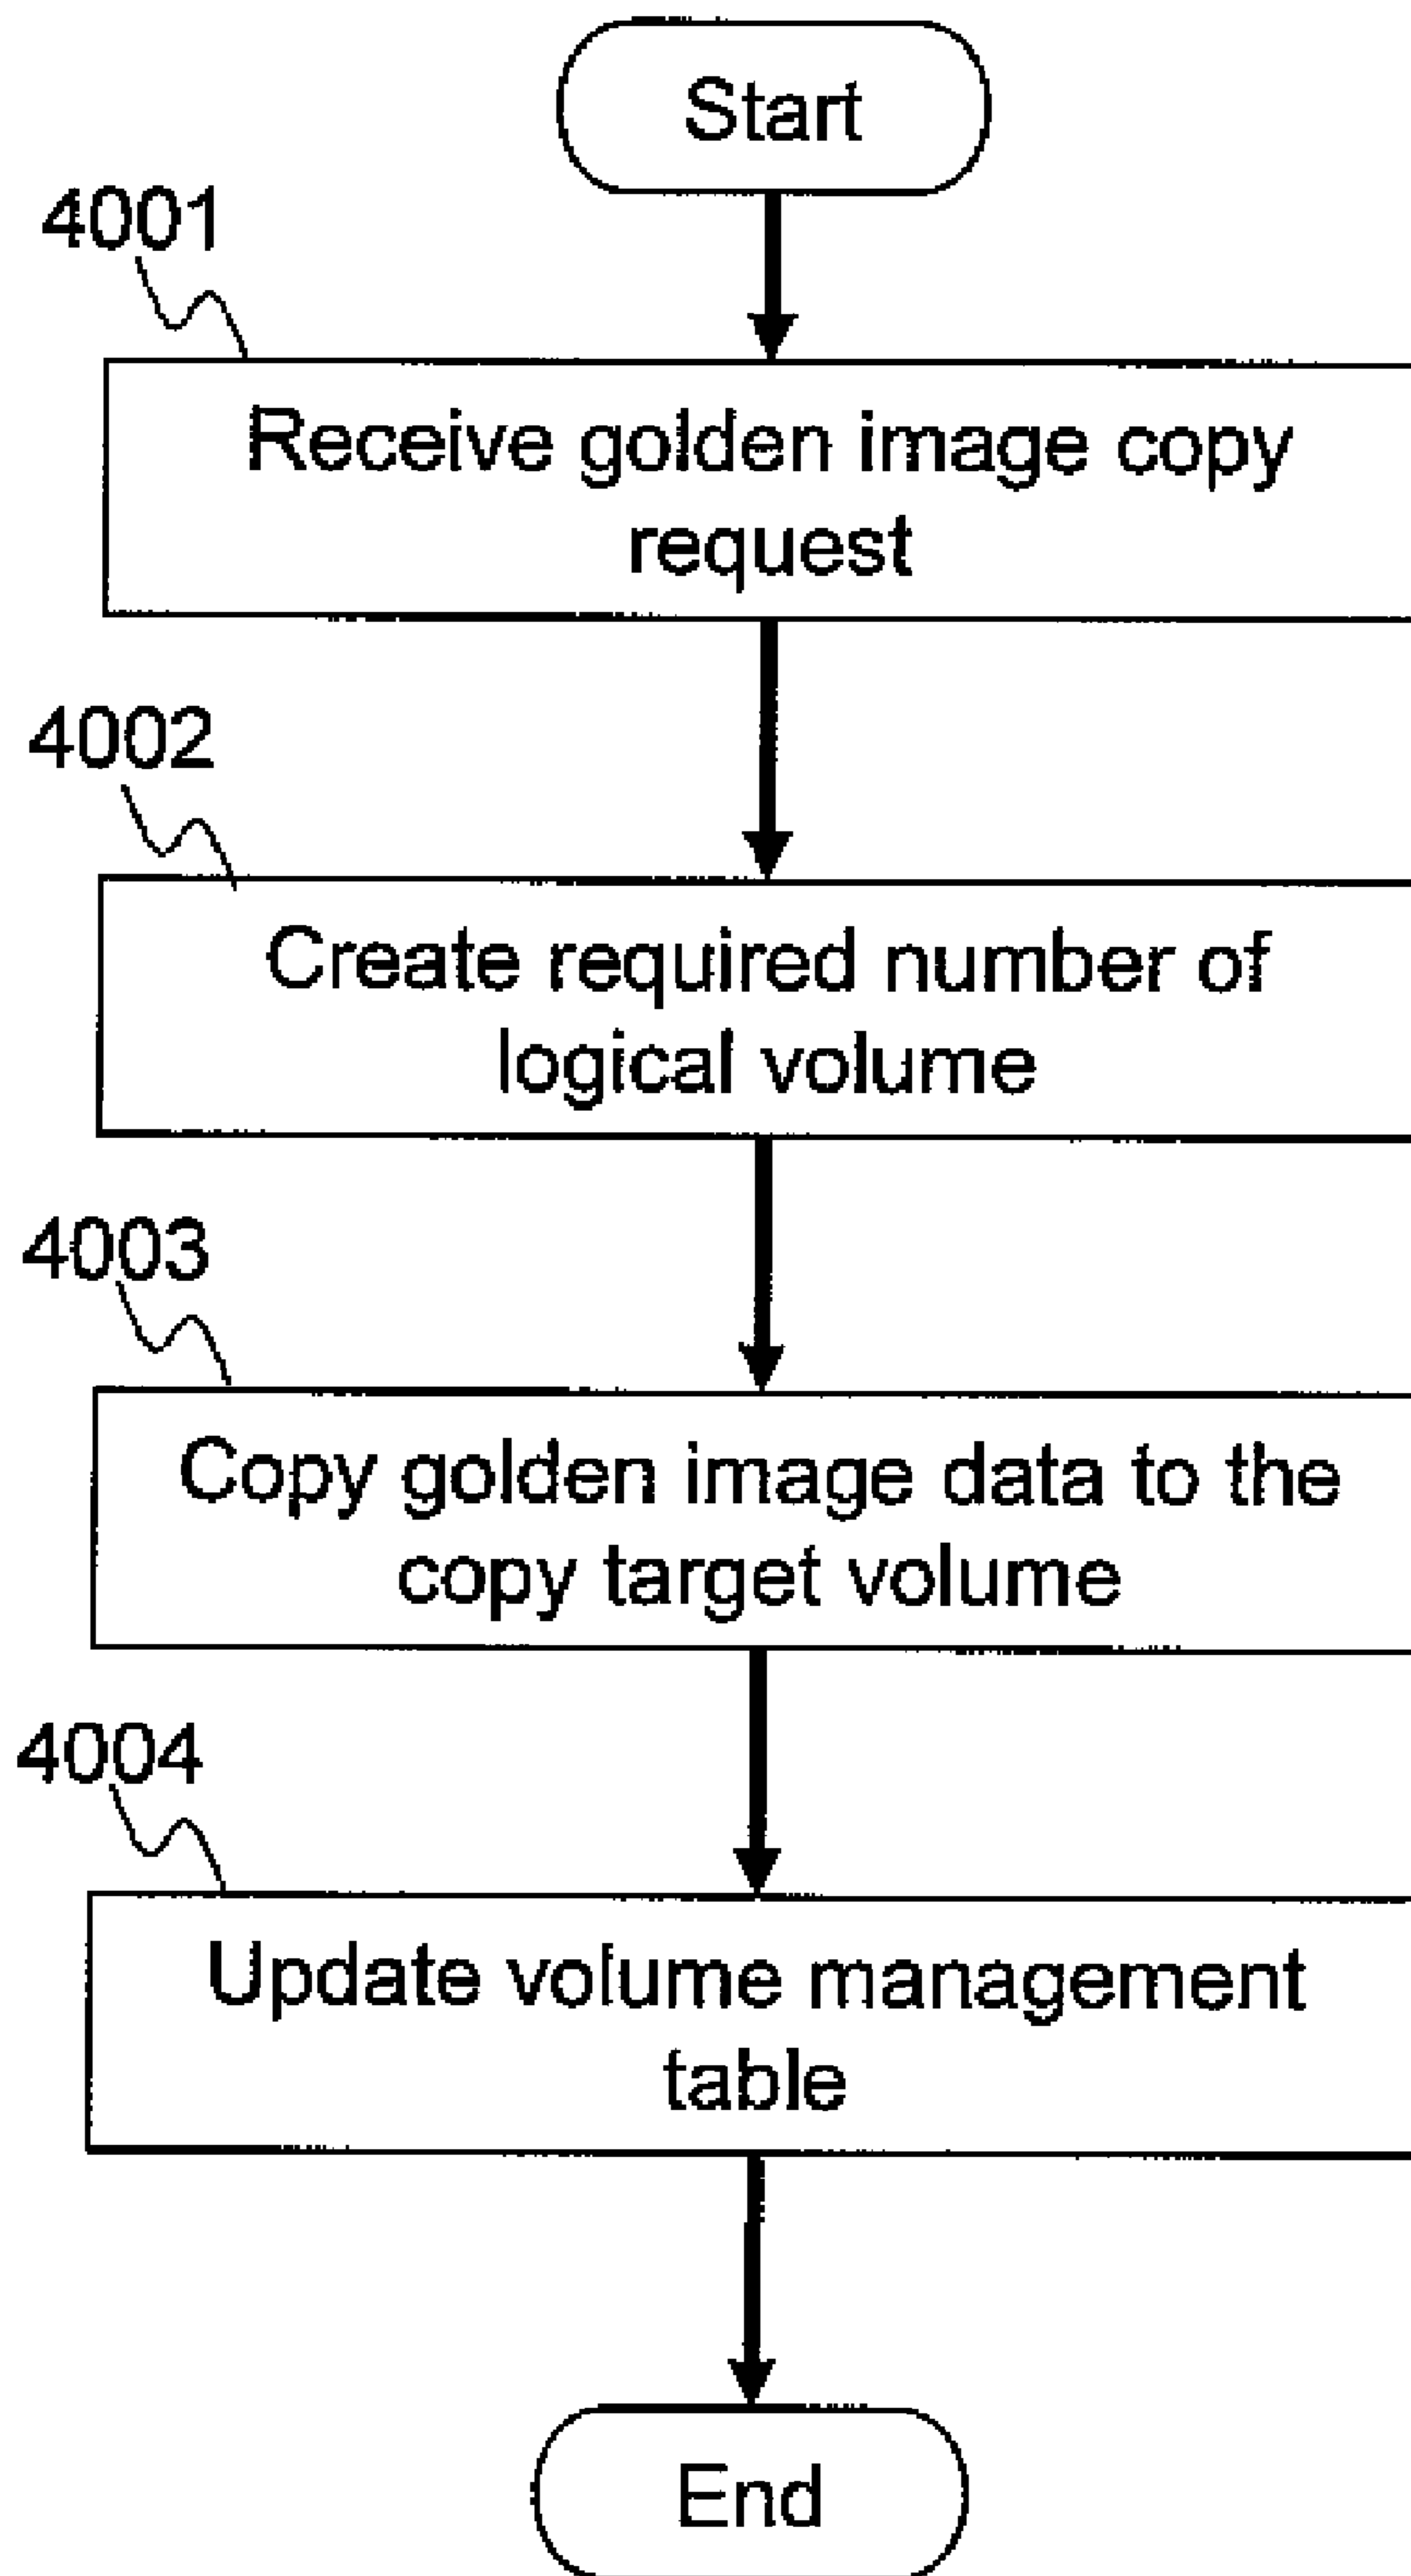 Start
4001
Receive golden image copy
request
4002
Create required number of
logical volume
4003
Copy golden image data to the
copy target volume
4004
Update volume management
table
End